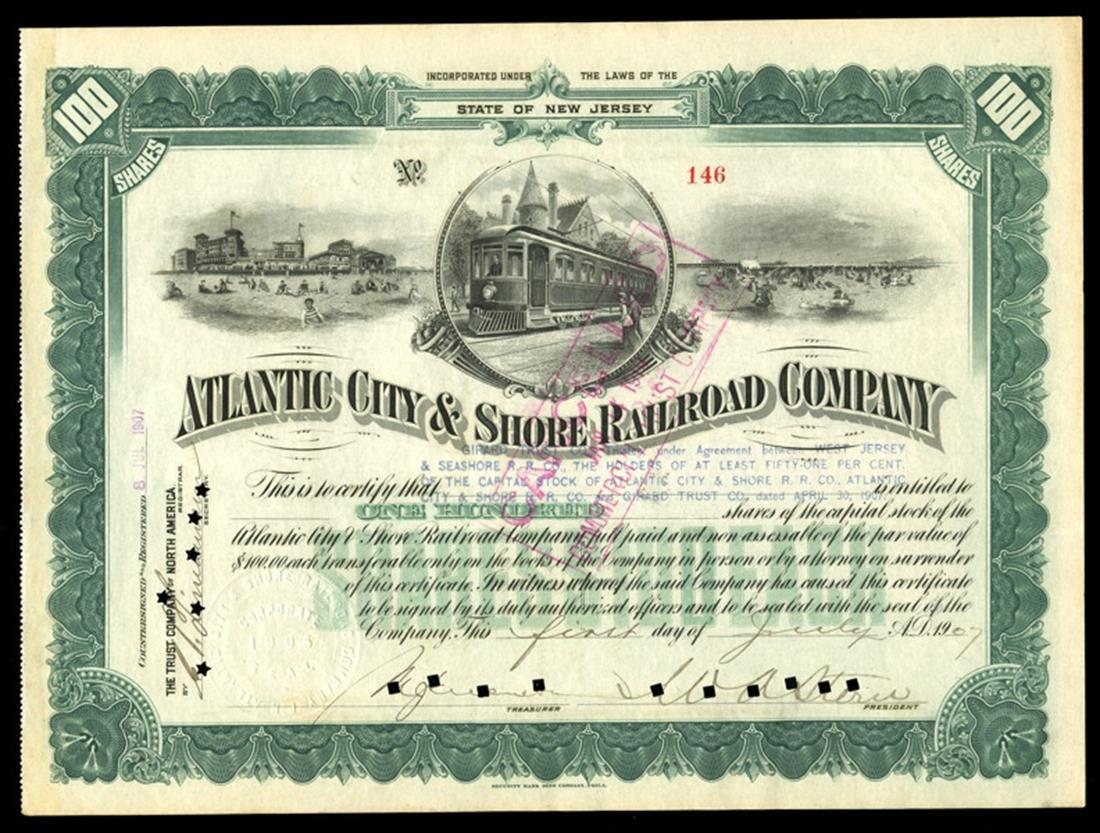 INCORPORATED UNDER THE LAWS OF THE
STATE OF NEW JERSEY
100
SHARES
100
SHARES
No 146
ATLANTIC CITY & SHORE RAILROAD COMPANY
GIRARD TRUST CO., Trustee under Agreement between WEST JERSEY
& SEASHORE R. R. CO., THE HOLDERS OF AT LEAST FIFTY-ONE PER CENT.
OF THE CAPITAL STOCK OF ATLANTIC CITY & SHORE R. R. CO., ATLANTIC
CITY & SHORE R. R. CO. and GIRARD TRUST CO., dated APRIL 30, 1907.
This is to certify that is entitled to
ONE HUNDRED shares of the capital stock of the
Atlantic City & Shore Railroad Company full paid and non assessable of the par value of
$100.00 each transferable only on the books of the Company in person or by attorney on surrender
of this certificate. In witness whereof the said Company has caused this certificate
to be signed by its duly authorized officers and to be sealed with the seal of the
Company, This first day of July A.D. 1907
TREASURER
PRESIDENT
COUNTERSIGNED AND REGISTERED 8 JUL 1907
THE TRUST COMPANY OF NORTH AMERICA
REGISTRAR
BY
SECRETARY
CORPORATE
CANCELLED
SECURITY BANK NOTE COMPANY, PHILA.